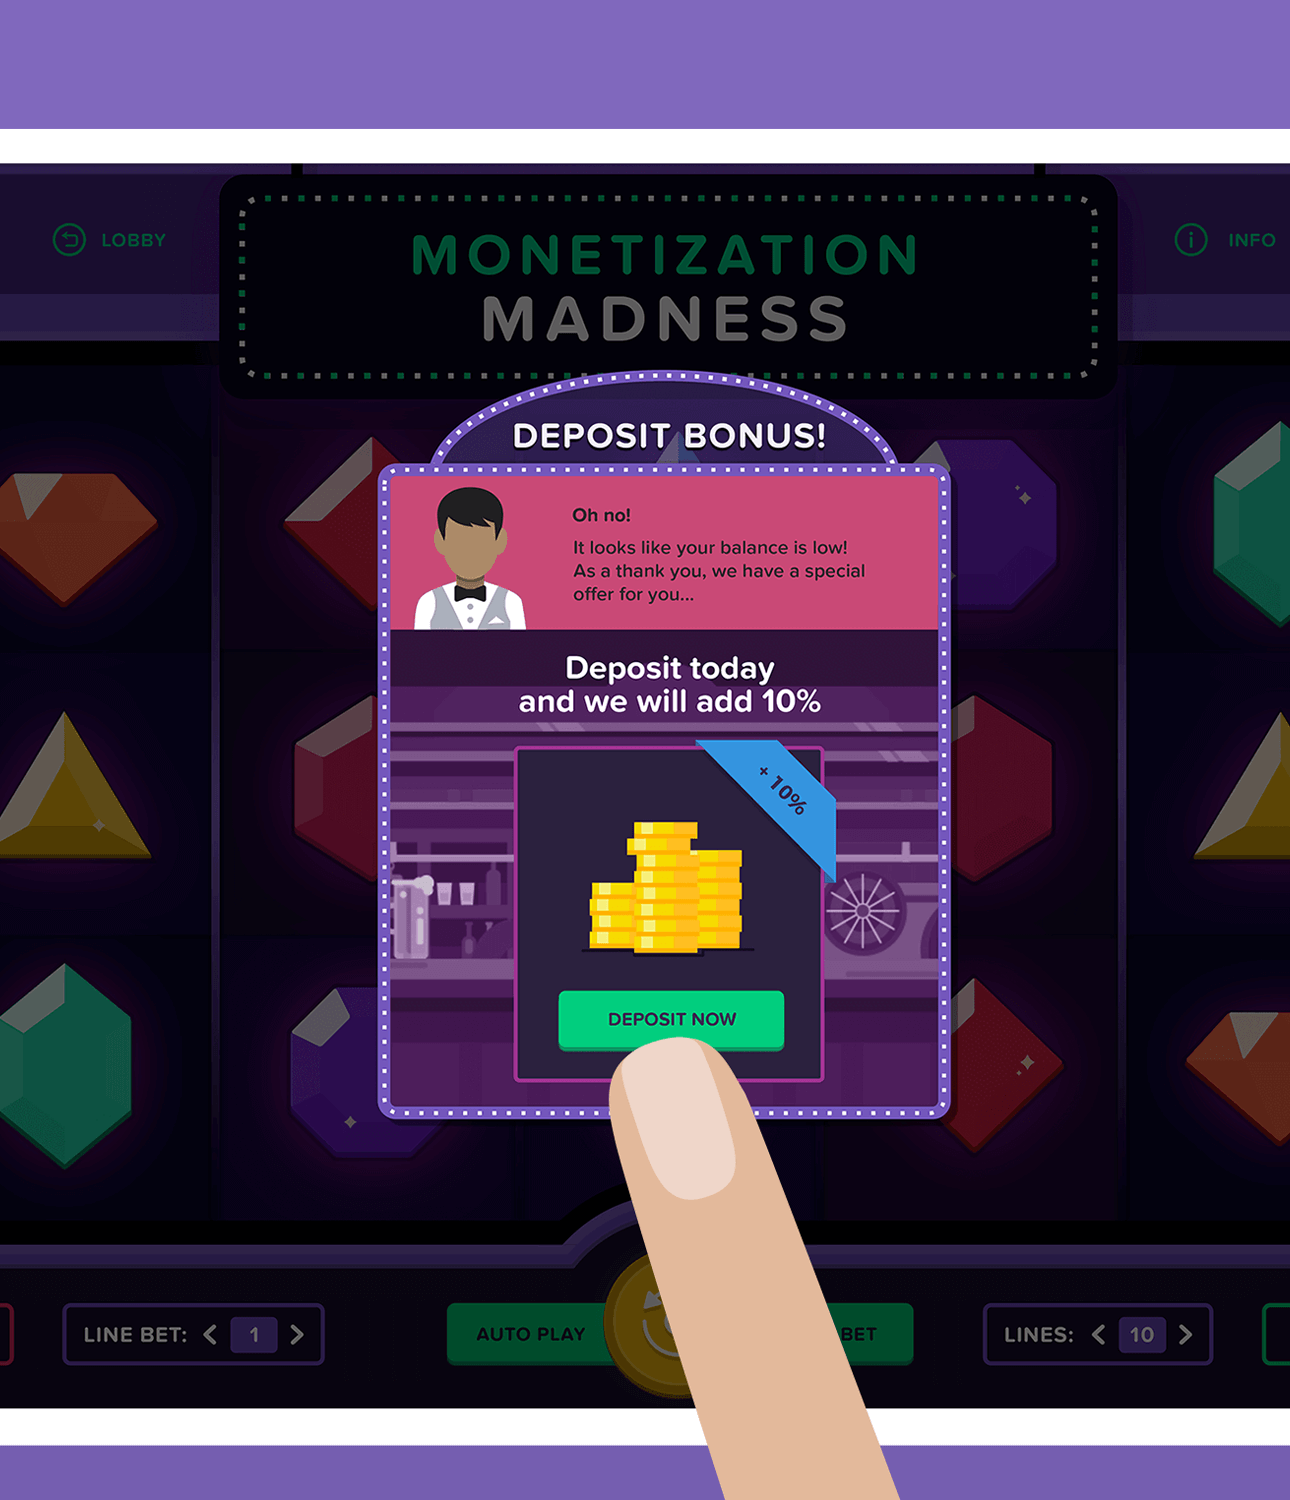 LOBBY
MONETIZATION
MADNESS
INFO
DEPOSIT BONUS!
Oh no!
It looks like your balance is low!
As a thank you, we have a special
offer for you...
Deposit today
and we will add 10%
+ 10%
DEPOSIT NOW
LINE BET: 1
AUTO PLAY
BET
LINES: 10